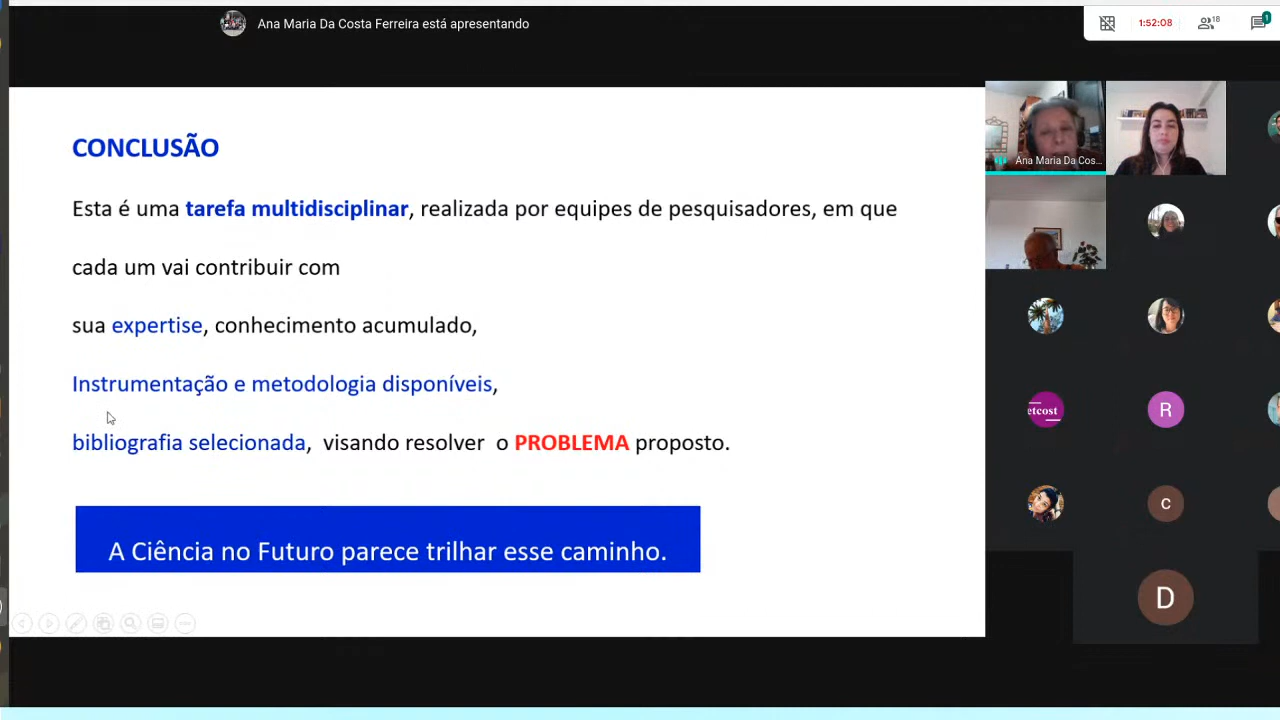 Ana Maria Da Costa Ferreira está apresentando
1:52:08
18
1
CONCLUSÃO
Esta é uma tarefa multidisciplinar, realizada por equipes de pesquisadores, em que
cada um vai contribuir com
sua expertise, conhecimento acumulado,
Instrumentação e metodologia disponíveis,
bibliografia selecionada, visando resolver o PROBLEMA proposto.
A Ciência no Futuro parece trilhar esse caminho.
Ana Maria Da Cos...
etcost
R
C
D